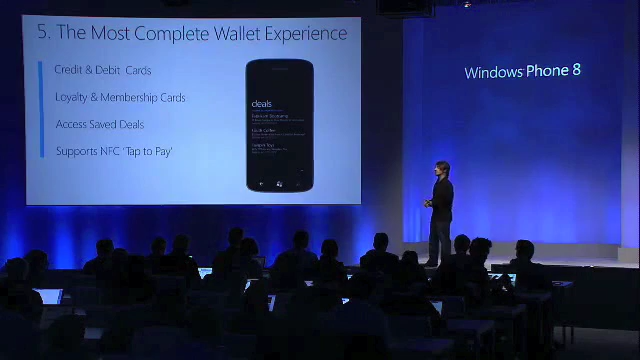 5. The Most Complete Wallet Experience
Credit & Debit Cards
Loyalty & Membership Cards
Access Saved Deals
Supports NFC 'Tap to Pay'
deals
Windows Phone 8